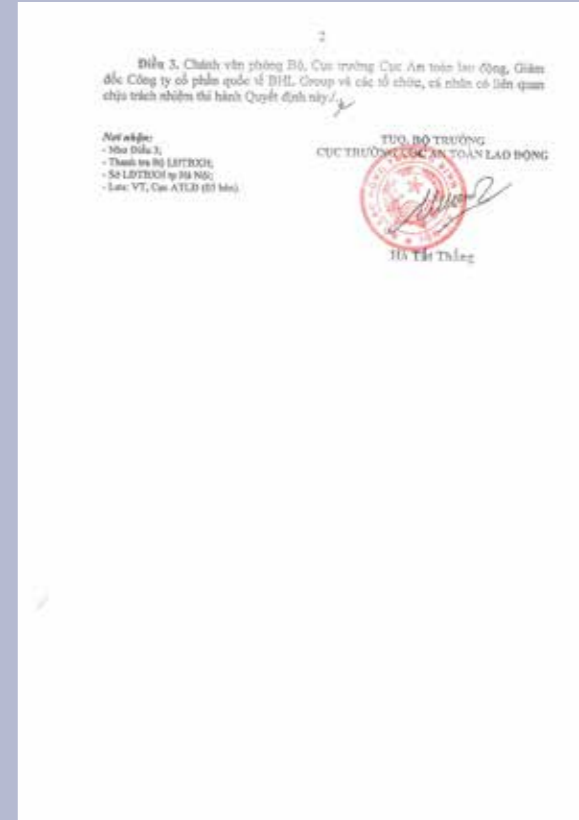 2
Điều 3. Chánh văn phòng Bộ, Cục trưởng Cục An toàn lao động, Giám
đốc Công ty cổ phần quốc tế BHL Group và các tổ chức, cá nhân có liên quan
chịu trách nhiệm thi hành Quyết định này./.
Nơi nhận:
- Như Điều 3;
- Thanh tra Bộ LĐTBXH;
- Sở LĐTBXH tp Hà Nội;
- Lưu: VT, Cục ATLĐ (03 bản).
TUQ. BỘ TRƯỞNG
CỤC TRƯỞNG CỤC AN TOÀN LAO ĐỘNG
Hà Tất Thắng